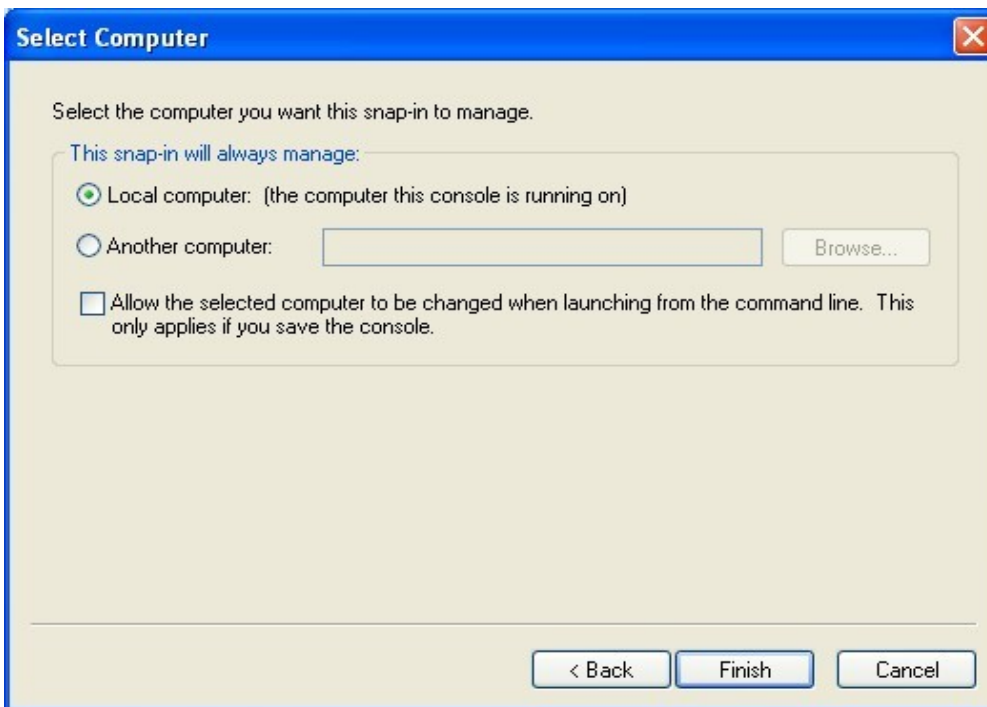 Select Computer
Select the computer you want this snap-in to manage.
This snap-in will always manage:
Local computer:  (the computer this console is running on)
Another computer:
Browse...
Allow the selected computer to be changed when launching from the command line.  This
only applies if you save the console.
< Back
Finish
Cancel